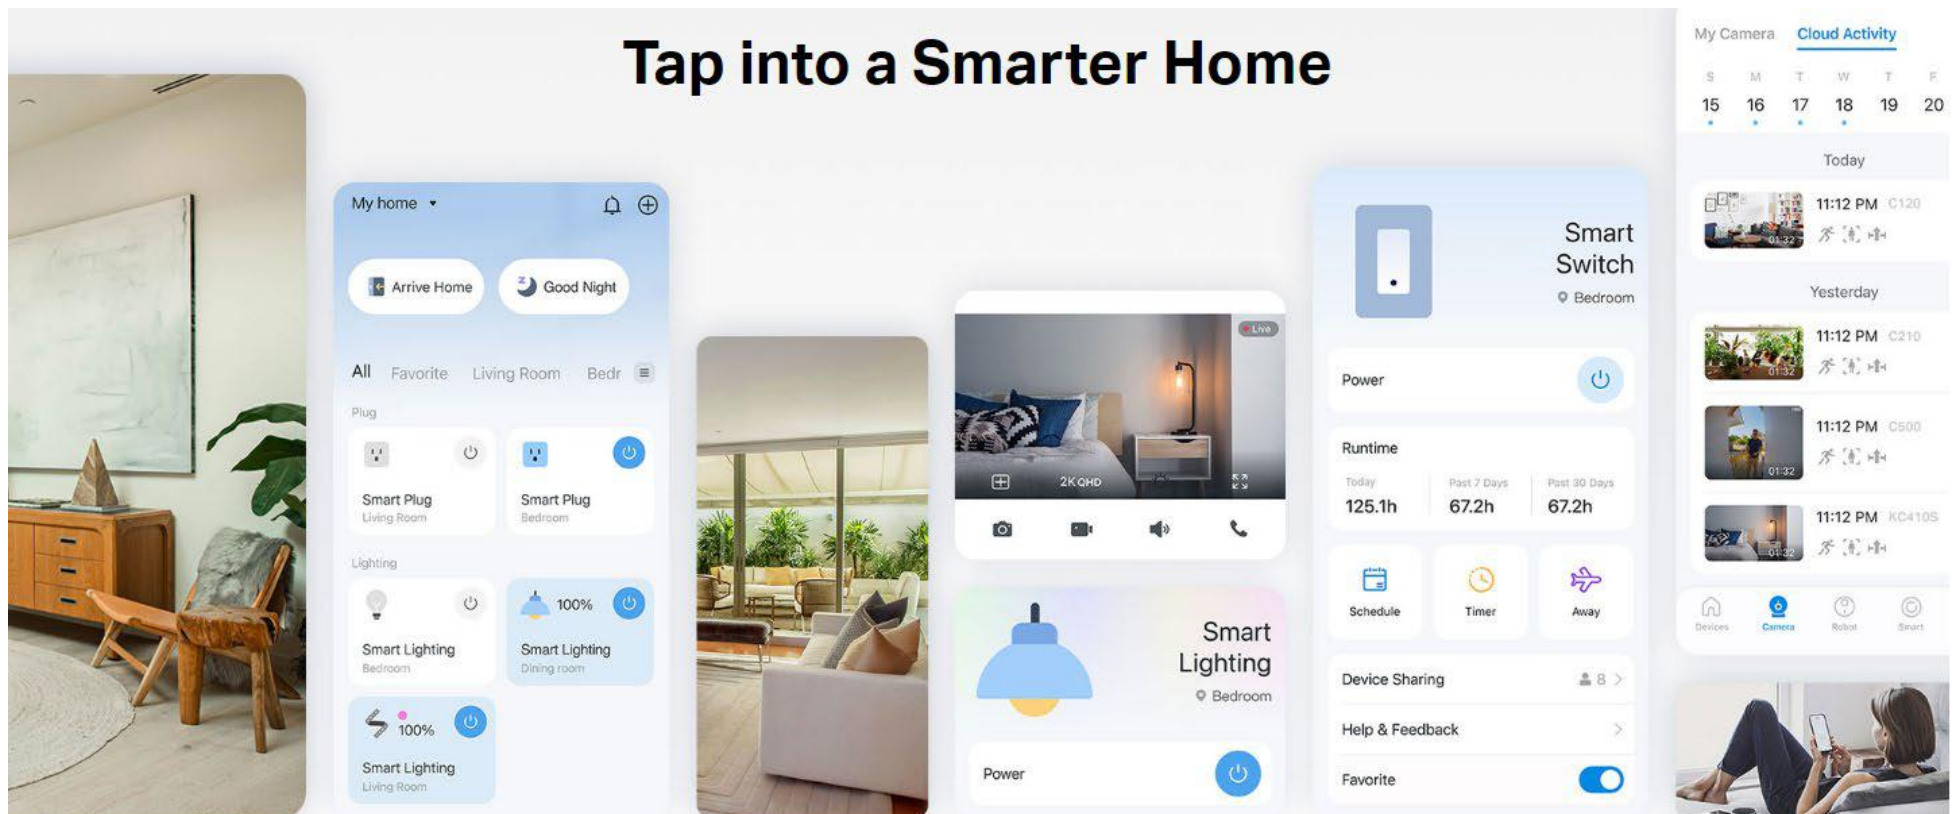 Tap into a Smarter Home
My home
Arrive Home
Good Night
All Favorite Living Room Bedr
Plug
Smart Plug
Living Room
Smart Plug
Bedroom
Lighting
Smart Lighting
Bedroom
100%
Smart Lighting
Dining room
100%
Smart Lighting
Living Room
Live
2K QHD
Smart
Lighting
Bedroom
Power
Smart
Switch
Bedroom
Power
Runtime
Today
125.1h
Past 7 Days
67.2h
Past 30 Days
67.2h
Schedule
Timer
Away
Device Sharing 8
Help & Feedback
Favorite
My Camera Cloud Activity
S M T W T F
15 16 17 18 19 20
Today
11:12 PM C120
01:32
Yesterday
11:12 PM C210
01:32
11:12 PM C500
01:32
11:12 PM KC410S
01:32
Devices Camera Robot Smart